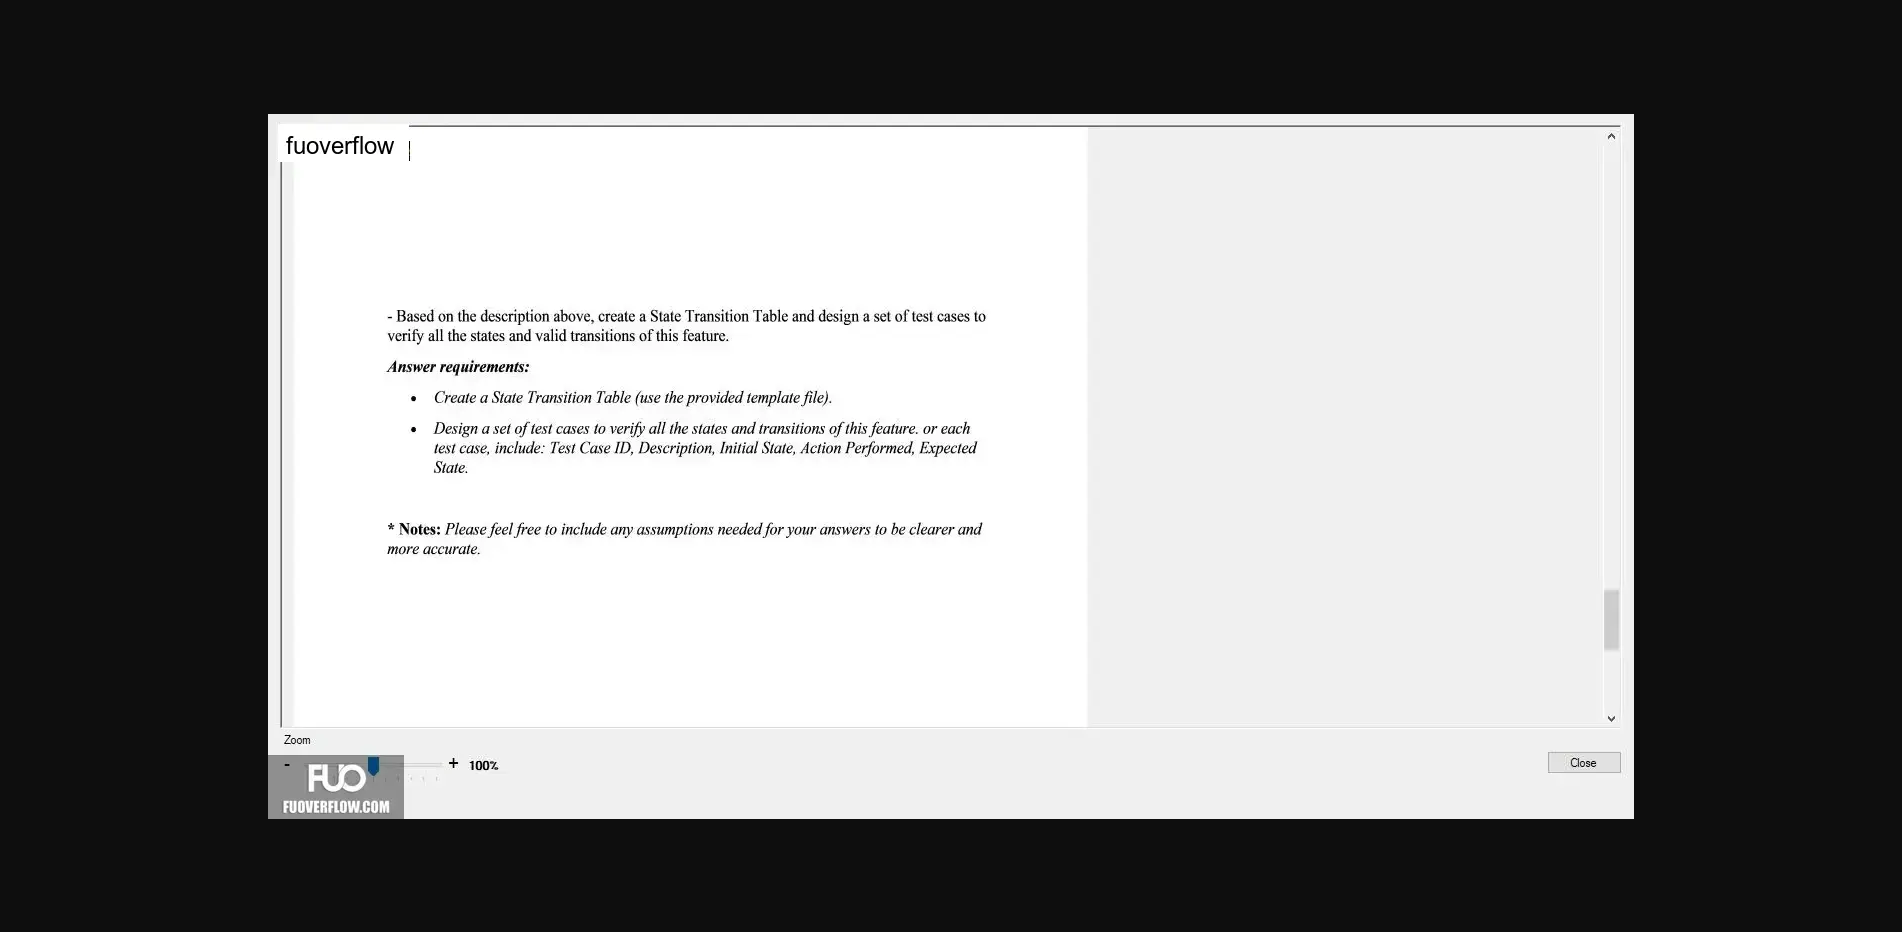 fuoverflow
- Based on the description above, create a State Transition Table and design a set of test cases to
verify all the states and valid transitions of this feature.
Answer requirements:
• Create a State Transition Table (use the provided template file).
• Design a set of test cases to verify all the states and transitions of this feature. or each
test case, include: Test Case ID, Description, Initial State, Action Performed, Expected
State.
* Notes: Please feel free to include any assumptions needed for your answers to be clearer and
more accurate.
Zoom
- + 100%
Close
FUO
FUOVERFLOW.COM